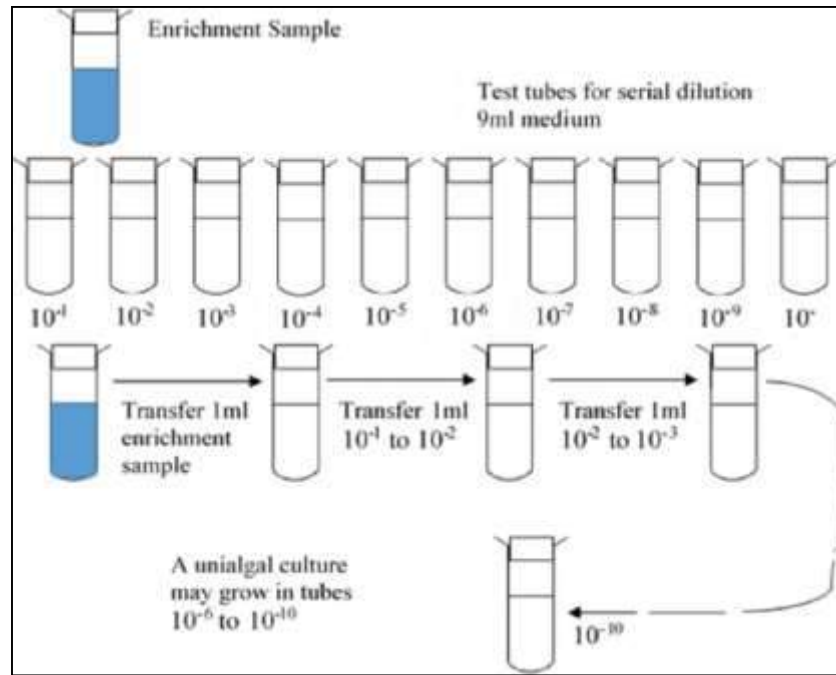 Enrichment Sample
Test tubes for serial dilution
9ml medium
10⁻¹ 10⁻² 10⁻³ 10⁻⁴ 10⁻⁵ 10⁻⁶ 10⁻⁷ 10⁻⁸ 10⁻⁹ 10⁻
Transfer 1ml
enrichment
sample
Transfer 1ml
10⁻¹ to 10⁻²
Transfer 1ml
10⁻² to 10⁻³
A unialgal culture
may grow in tubes
10⁻⁶ to 10⁻¹⁰
10⁻¹⁰